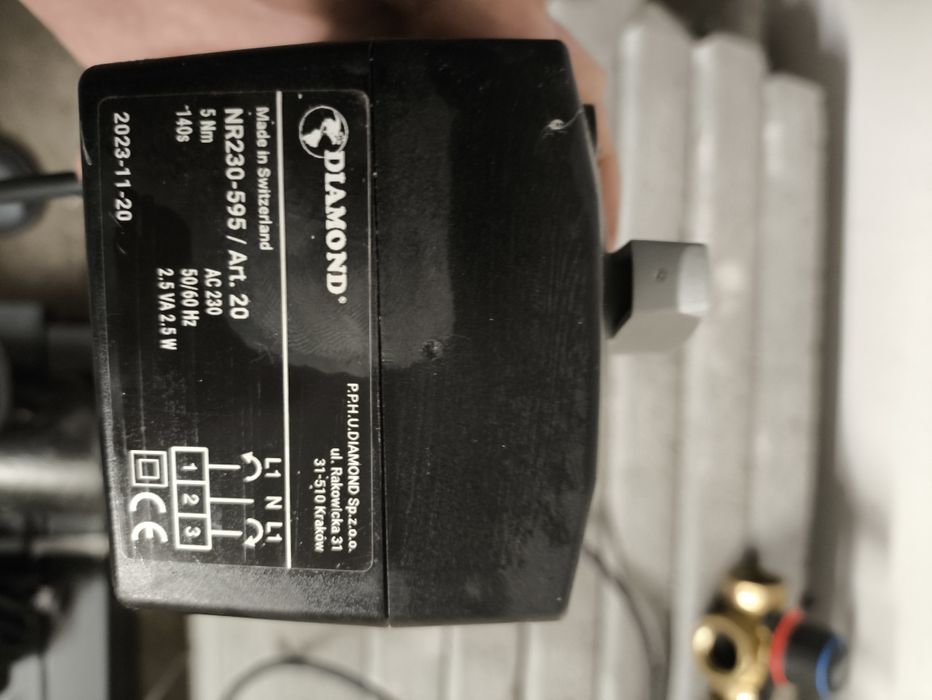 DIAMOND®
P.P.H.U.DIAMOND Sp.z.o.o.
ul. Rakowicka 31
31-510 Kraków
Made in Switzerland
NR230-595 / Art. 20
5 Nm
140s
AC 230
50/60 Hz
2.5 VA 2.5 W
2023-11-20
L1 N L1
1 2 3
CE